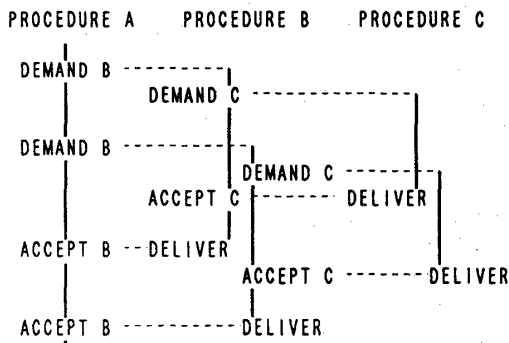 PROCEDURE A PROCEDURE B PROCEDURE C
DEMAND B
DEMAND C
DEMAND B
DEMAND C
ACCEPT C DELIVER
ACCEPT B DELIVER
ACCEPT C DELIVER
ACCEPT B DELIVER